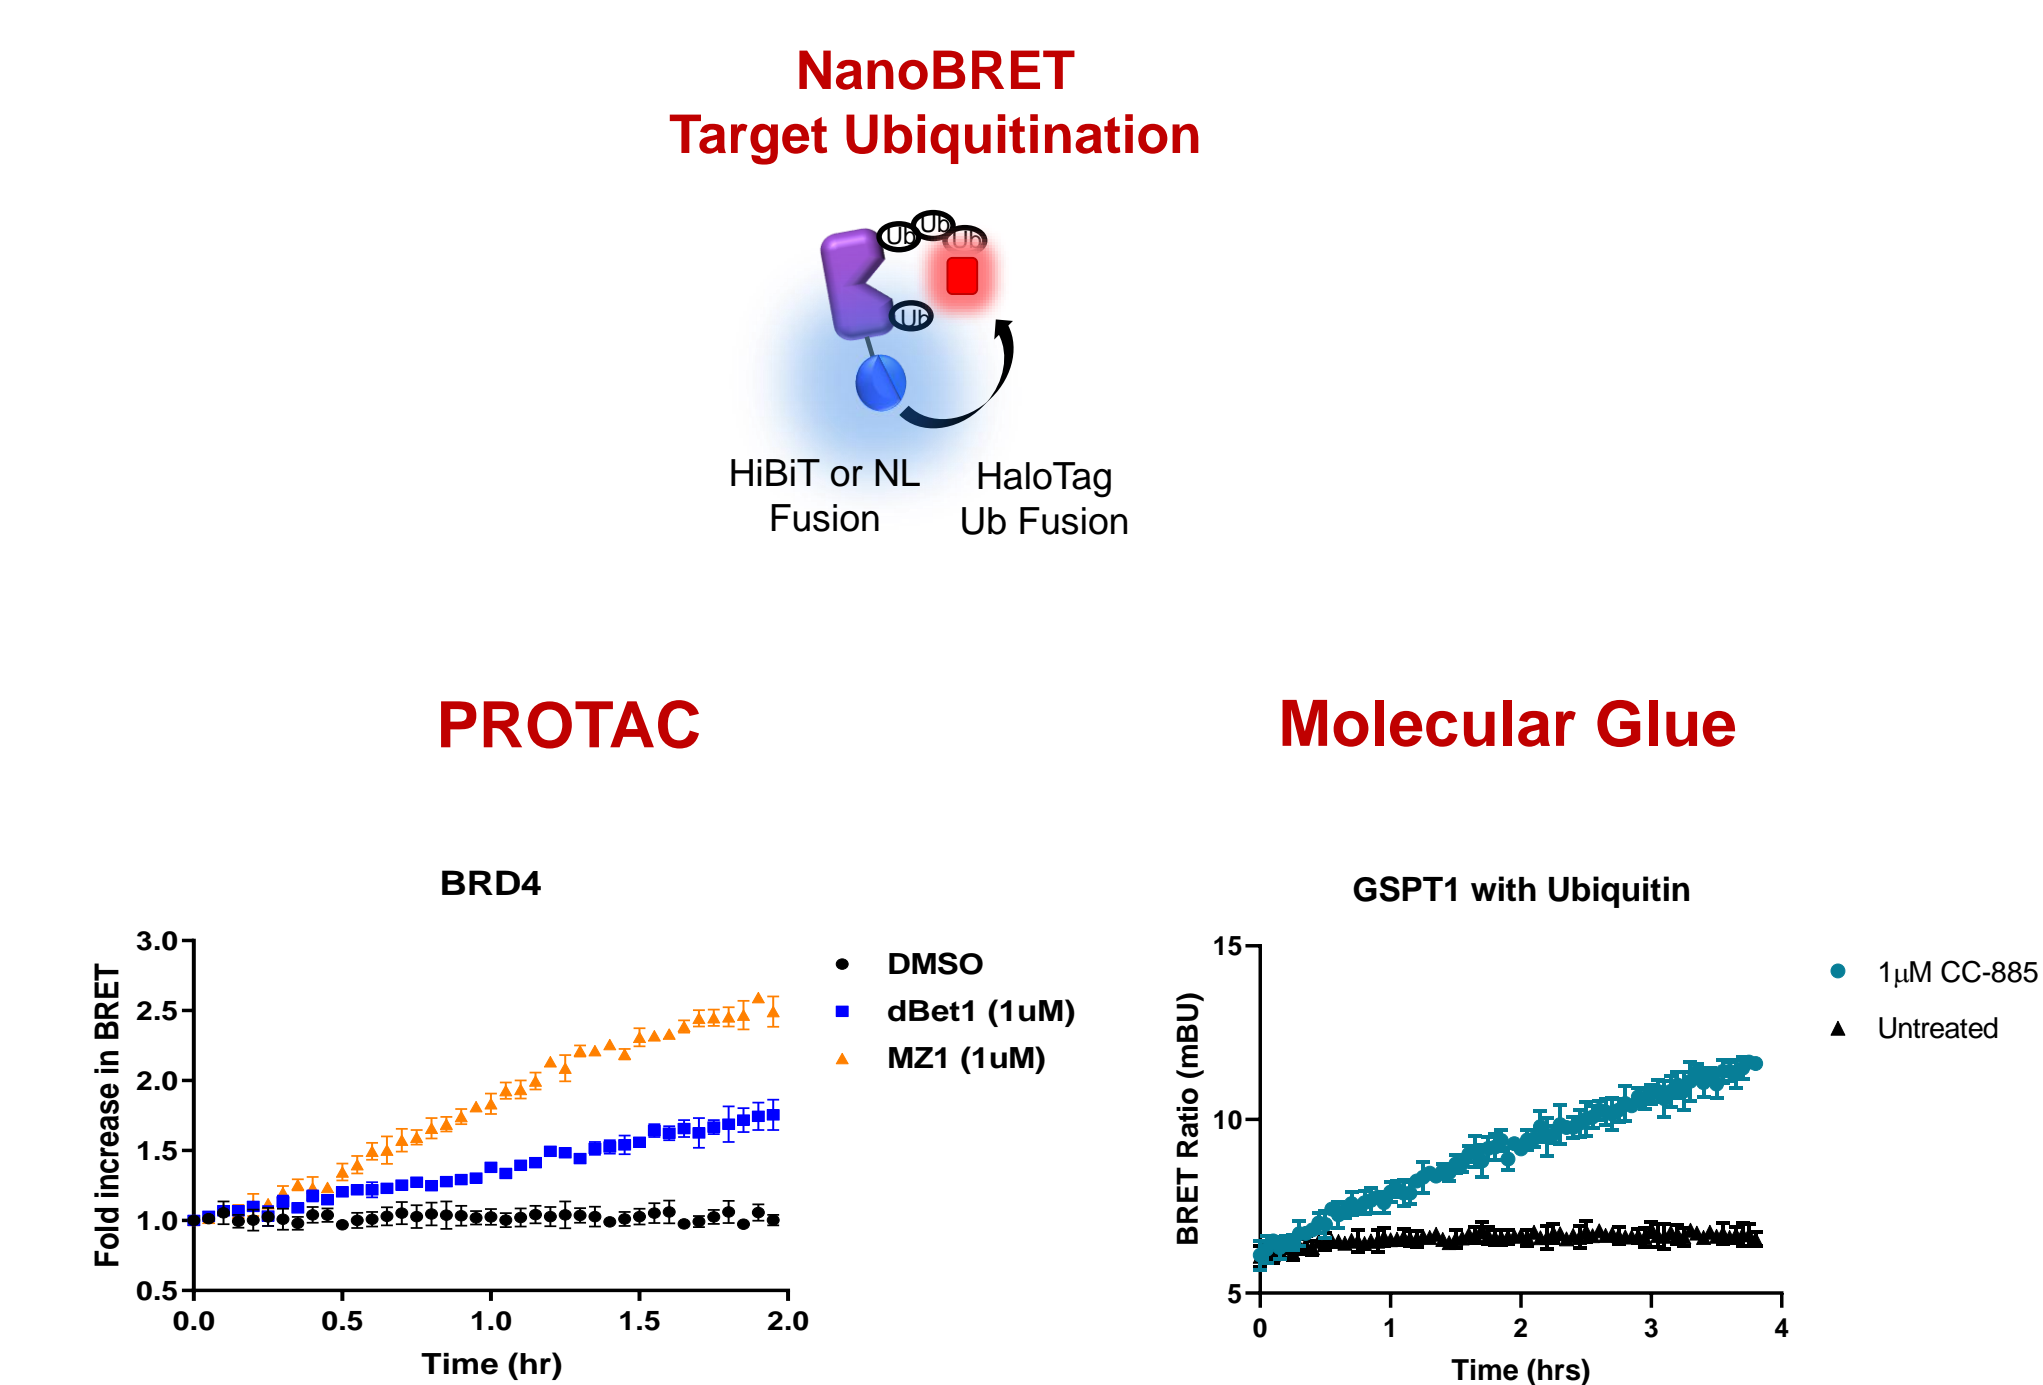 NanoBRET
Target Ubiquitination
Ub
Ub
Ub
Ub
HiBiT or NL
Fusion
HaloTag
Ub Fusion
PROTAC
Molecular Glue
BRD4
3.0
2.5
2.0
1.5
1.0
0.5
Fold increase in BRET
0.0
0.5
1.0
1.5
2.0
Time (hr)
DMSO
dBet1 (1uM)
MZ1 (1uM)
GSPT1 with Ubiquitin
15
10
5
BRET Ratio (mBU)
0
1
2
3
4
Time (hrs)
1μM CC-885
Untreated